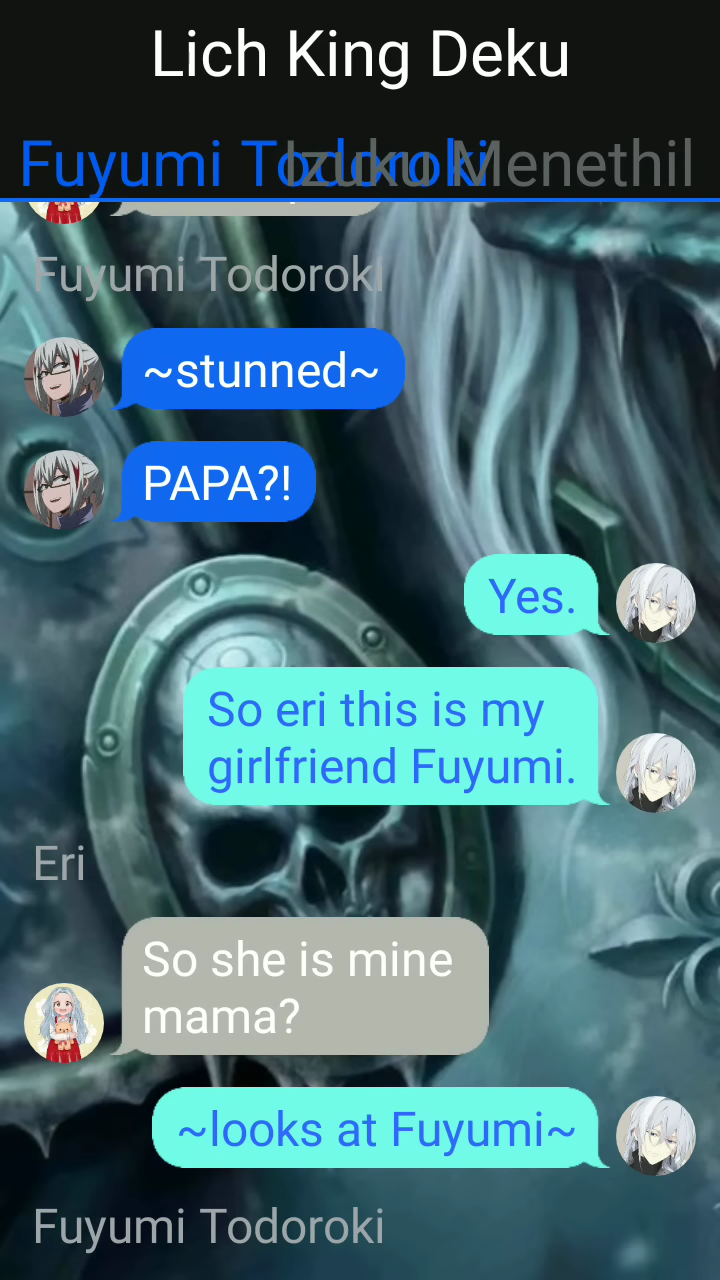 Lich King Deku
Fuyumi Todoroki
Izuku Menethil
Fuyumi Todoroki
~stunned~
PAPA?!
Yes.
So eri this is my
girlfriend Fuyumi.
Eri
So she is mine
mama?
~looks at Fuyumi~
Fuyumi Todoroki